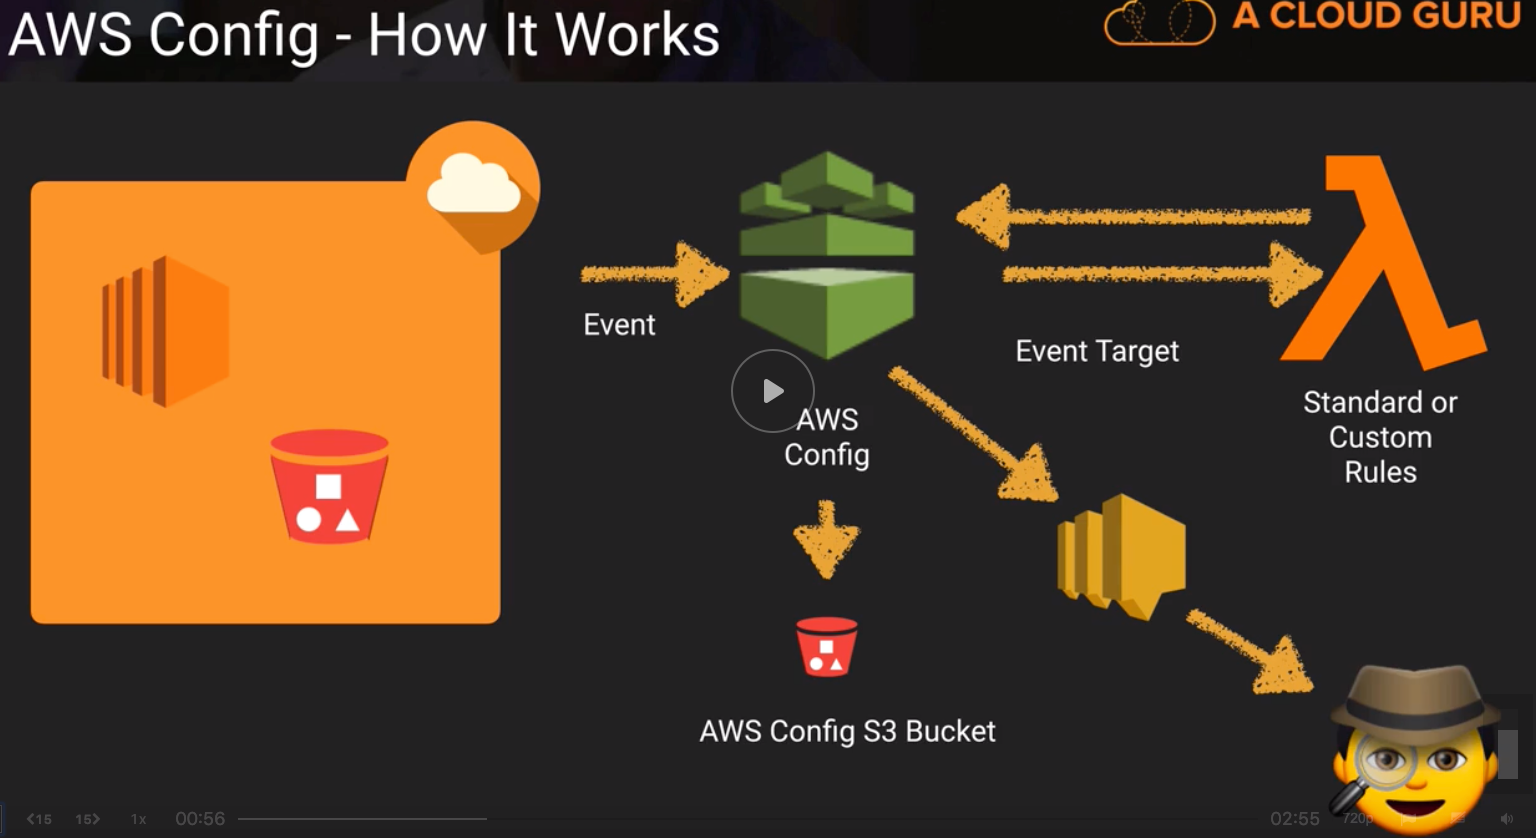 AWS Config - How It Works
A CLOUD GURU
Event
Event Target
AWS
Config
Standard or
Custom
Rules
AWS Config S3 Bucket
15
15
1x
00:56
02:55
720p